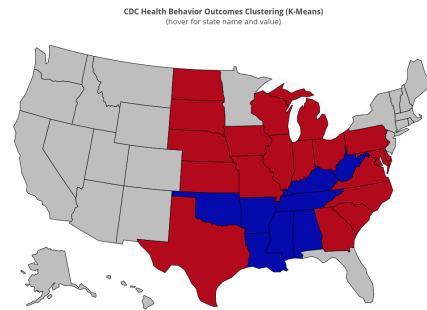 CDC Health Behavior Outcomes Clustering (K-Means)
(hover for state name and value)